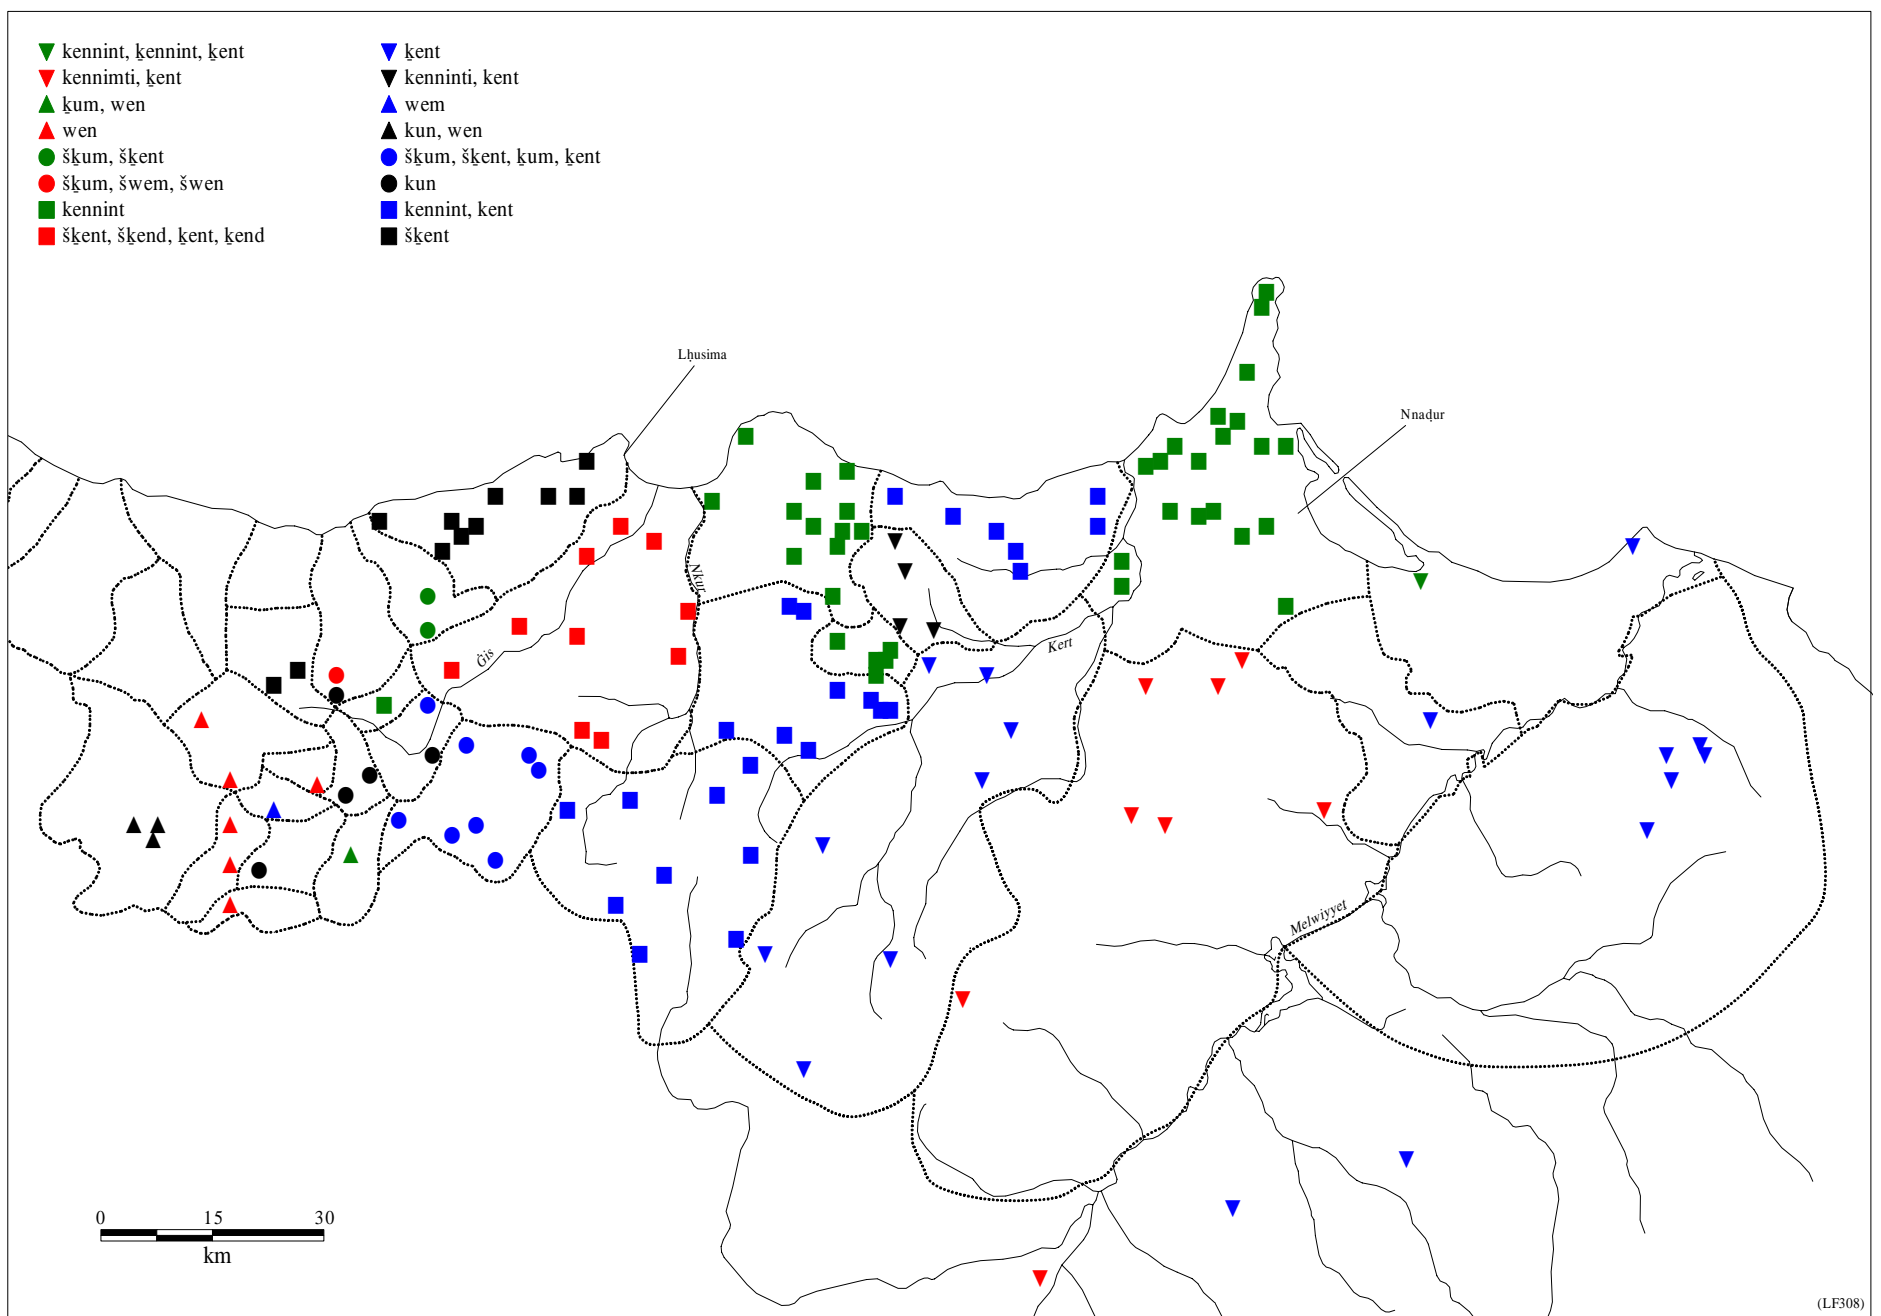 kennint, ḵennint, ḵent
kennimti, ḵent
ḵum, wen
wen
šḵum, šḵent
šḵum, šwem, šwen
kennint
šḵent, šḵend, ḵent, ḵend
ḵent
kenninti, kent
wem
kun, wen
šḵum, šḵent, ḵum, ḵent
kun
kennint, kent
šḵent
Lḥusima
Nnaḍur
Nkur
Ġis
Kert
Melwiyyeṯ
0 15 30
km
(LF308)